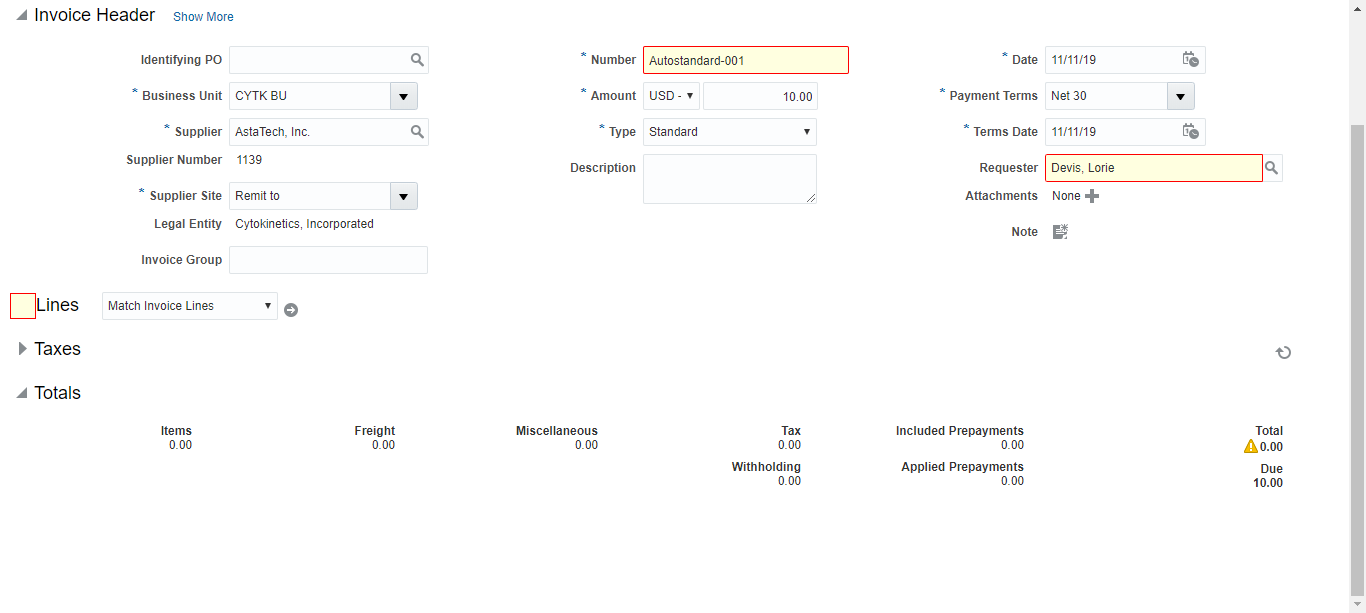 Invoice Header Show More
Identifying PO
* Number Autostandard-001
* Date 11/11/19
* Business Unit CYTK BU
* Amount USD - 10.00
* Payment Terms Net 30
* Supplier AstaTech, Inc.
* Type Standard
* Terms Date 11/11/19
Supplier Number 1139
Description
Requester Devis, Lorie
* Supplier Site Remit to
Attachments None
Legal Entity Cytokinetics, Incorporated
Note
Invoice Group
Lines Match Invoice Lines
Taxes
Totals
Items Freight Miscellaneous Tax Included Prepayments Total
0.00 0.00 0.00 0.00 0.00 0.00
Withholding Applied Prepayments Due
0.00 0.00 10.00